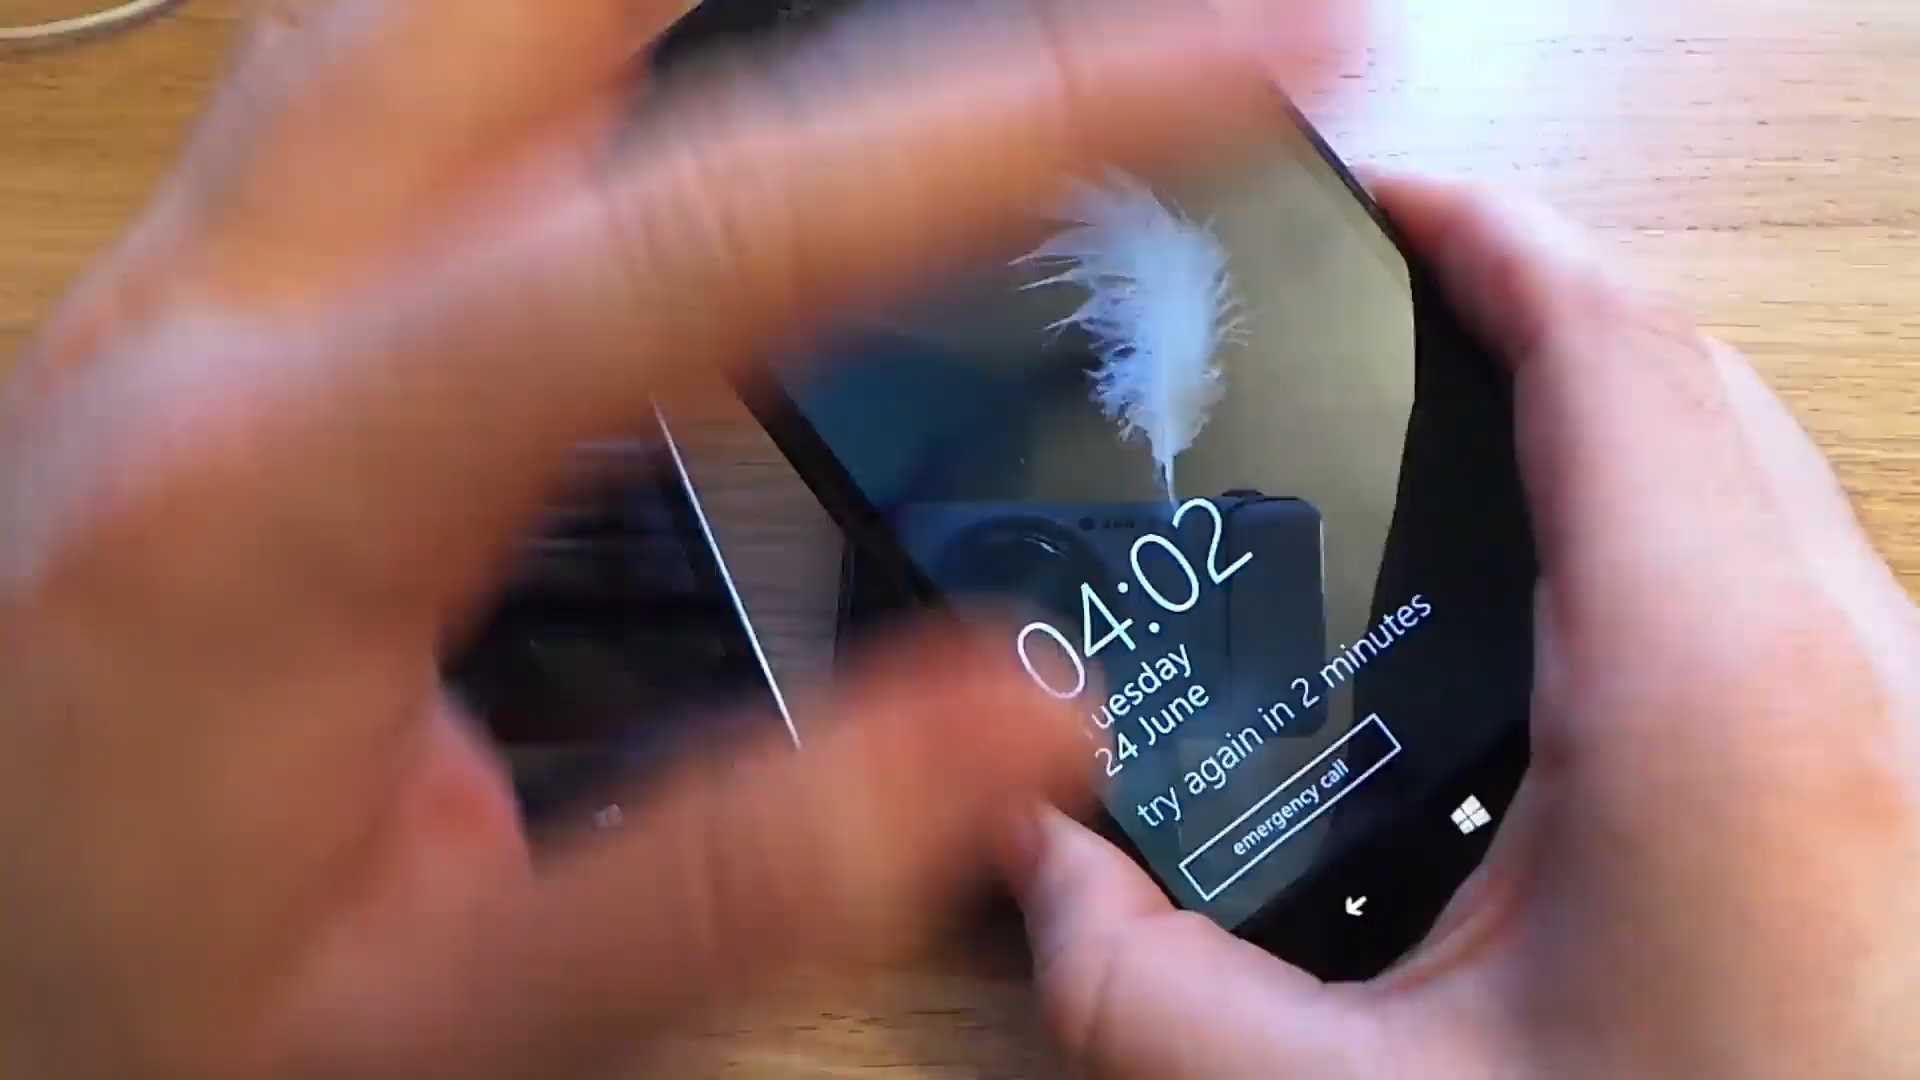 04:02
uesday
24 June
try again in 2 minutes
emergency call